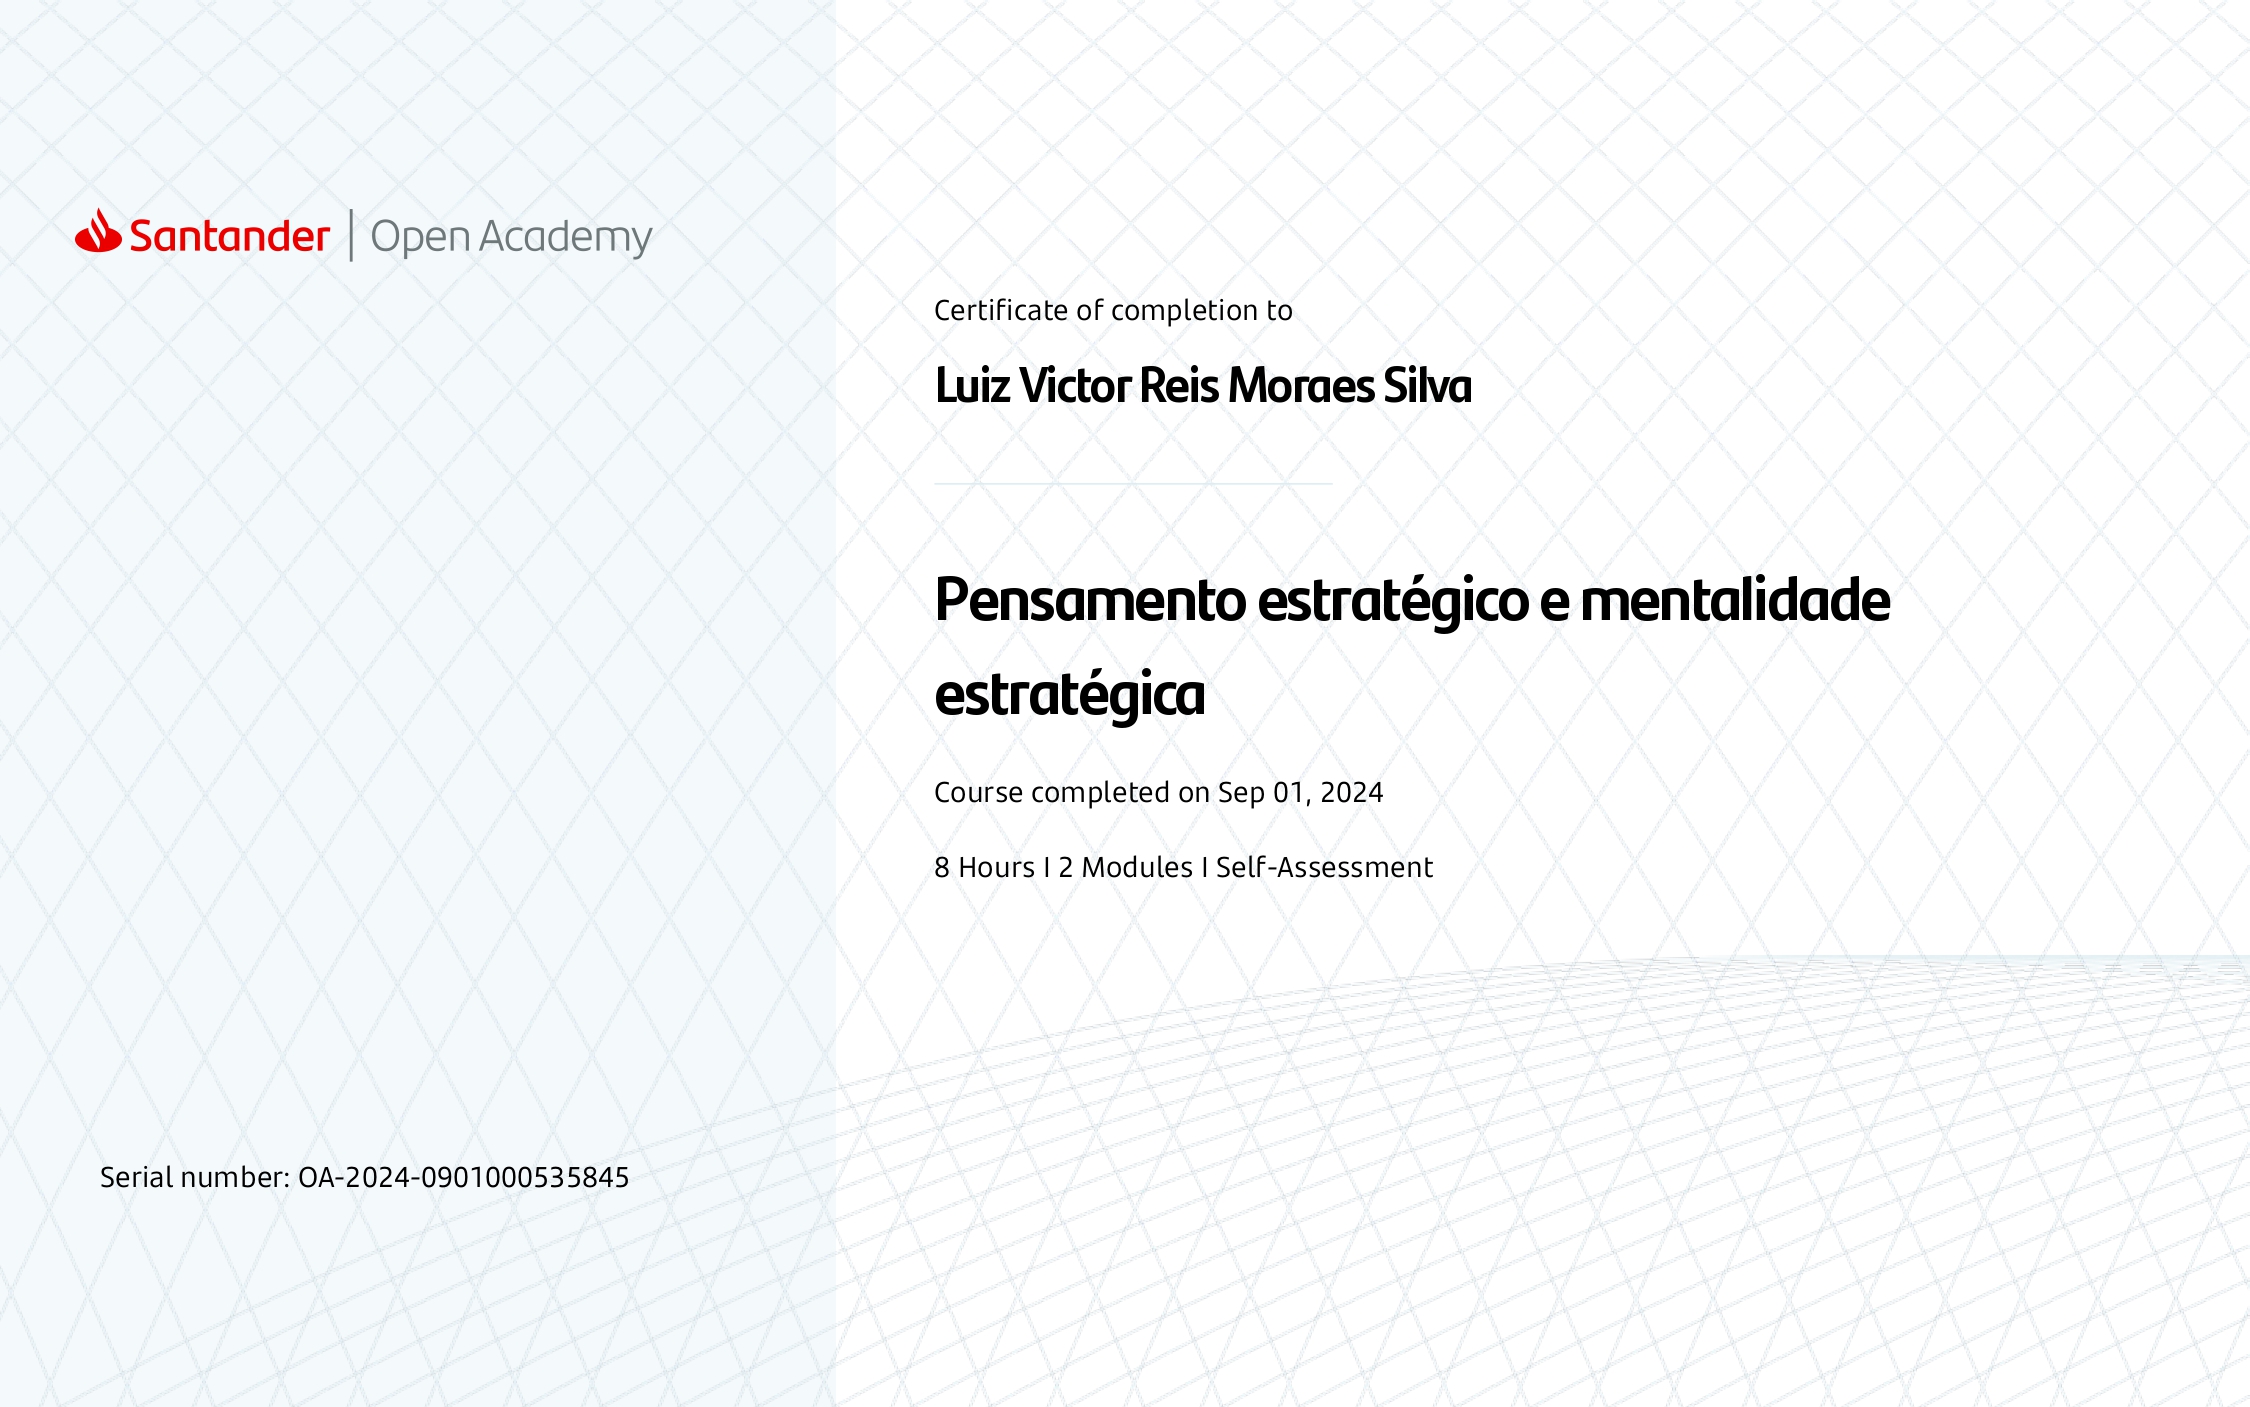 Santander | Open Academy
Certificate of completion to
Luiz Victor Reis Moraes Silva
Pensamento estratégico e mentalidade
estratégica
Course completed on Sep 01, 2024
8 Hours I 2 Modules I Self-Assessment
Serial number: OA-2024-0901000535845